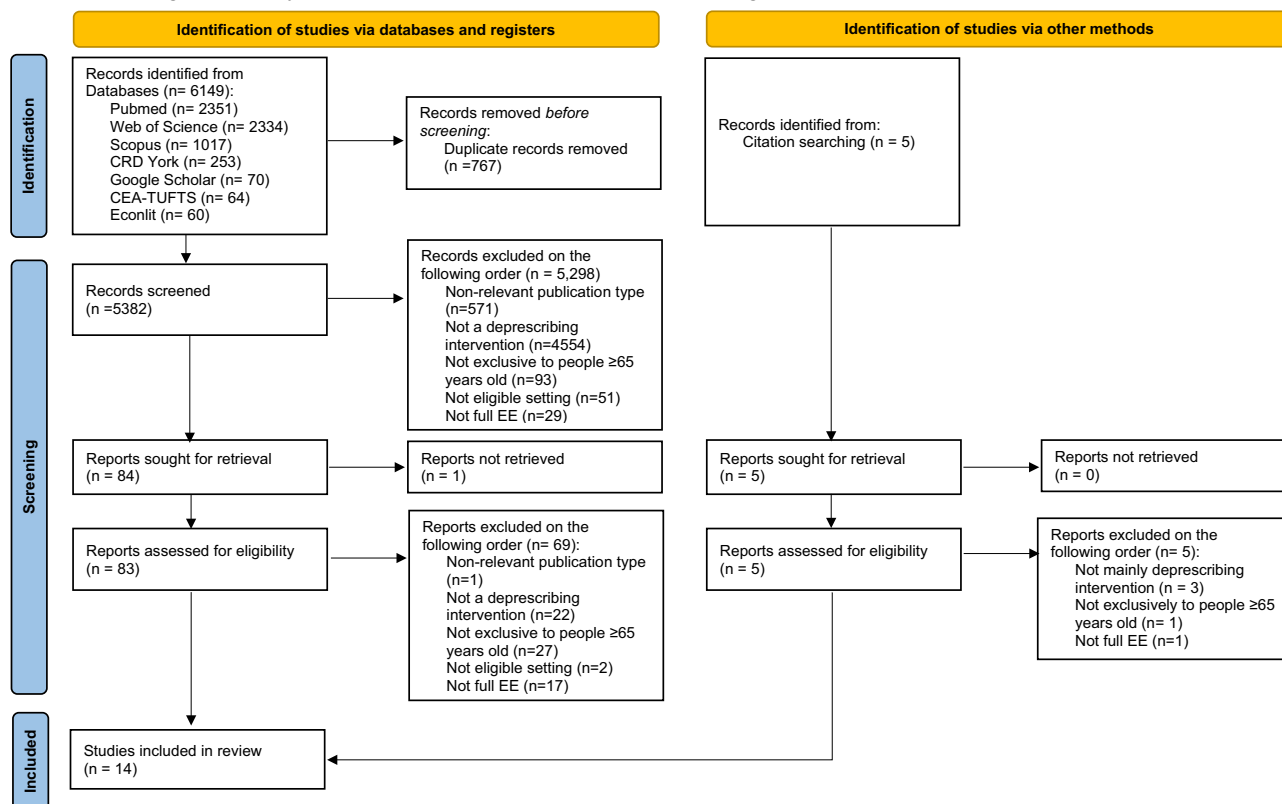 Identification of studies via databases and registers
Identification of studies via other methods
Identification
Records identified from
Databases (n= 6149):
Pubmed (n= 2351)
Web of Science (n= 2334)
Scopus (n= 1017)
CRD York (n= 253)
Google Scholar (n= 70)
CEA-TUFTS (n= 64)
Econlit (n= 60)
Records removed before
screening:
Duplicate records removed
(n =767)
Records identified from:
Citation searching (n = 5)
Screening
Records screened
(n =5382)
Records excluded on the
following order (n = 5,298)
Non-relevant publication type
(n=571)
Not a deprescribing
intervention (n=4554)
Not exclusive to people ≥65
years old (n=93)
Not eligible setting (n=51)
Not full EE (n=29)
Reports sought for retrieval
(n = 84)
Reports not retrieved
(n = 1)
Reports sought for retrieval
(n = 5)
Reports not retrieved
(n = 0)
Reports assessed for eligibility
(n = 83)
Reports excluded on the
following order (n= 69):
Non-relevant publication type
(n=1)
Not a deprescribing
intervention (n=22)
Not exclusive to people ≥65
years old (n=27)
Not eligible setting (n=2)
Not full EE (n=17)
Reports assessed for eligibility
(n = 5)
Reports excluded on the
following order (n= 5):
Not mainly deprescribing
intervention (n = 3)
Not exclusively to people ≥65
years old (n= 1)
Not full EE (n=1)
Included
Studies included in review
(n = 14)